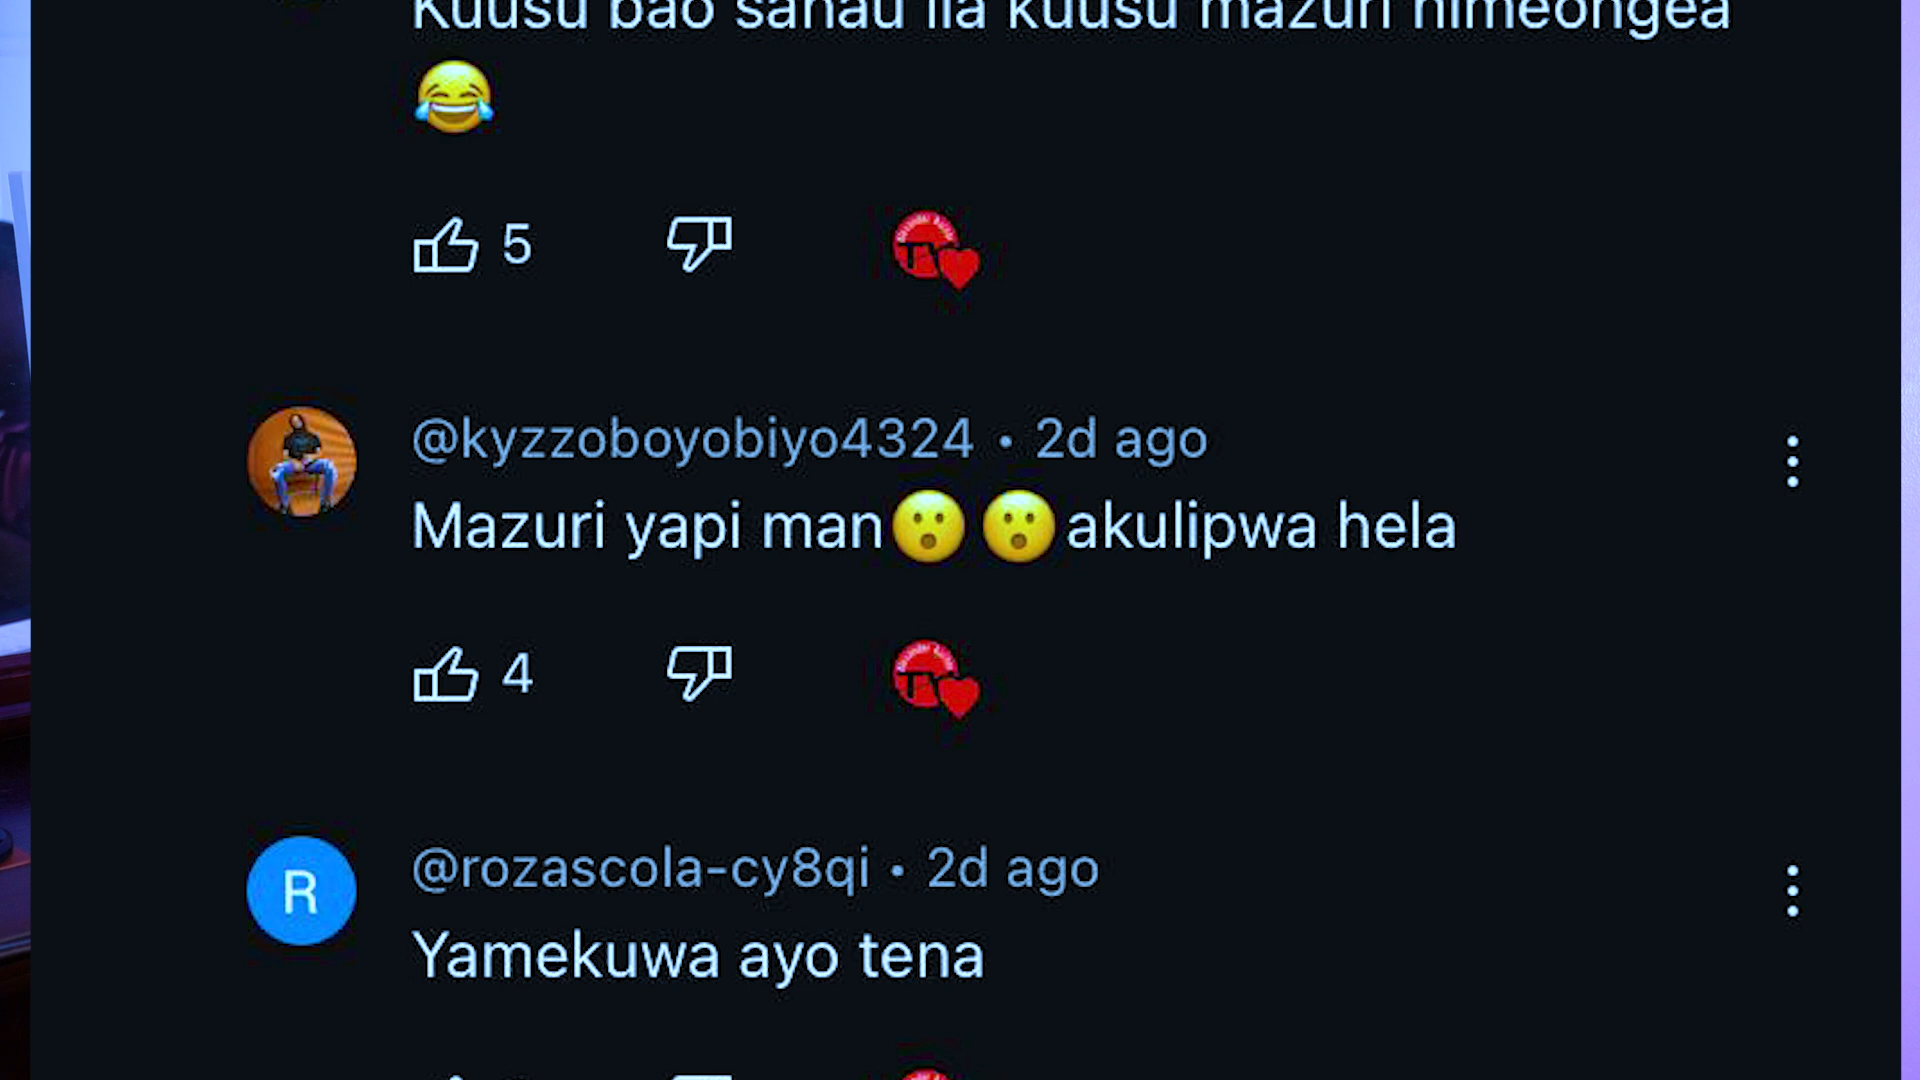 Kuusu bao sahau ila kuusu mazuri nimeongea
😂
5
@kyzzoboyobiyo4324 • 2d ago
Mazuri yapi man😮😮akulipwa hela
4
R
@rozascola-cy8qi • 2d ago
Yamekuwa ayo tena